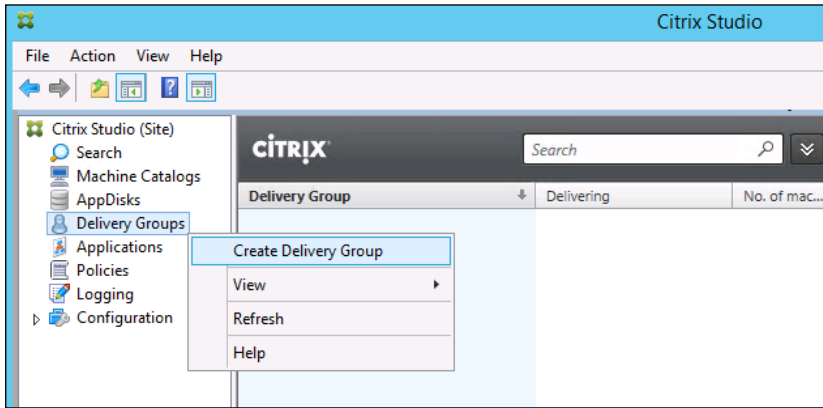 Citrix Studio
File Action View Help
Citrix Studio (Site)
Search
Machine Catalogs
AppDisks
Delivery Groups
Applications
Policies
Logging
Configuration
Create Delivery Group
View
Refresh
Help
CITRIX
Search
Delivery Group Delivering No. of mac...